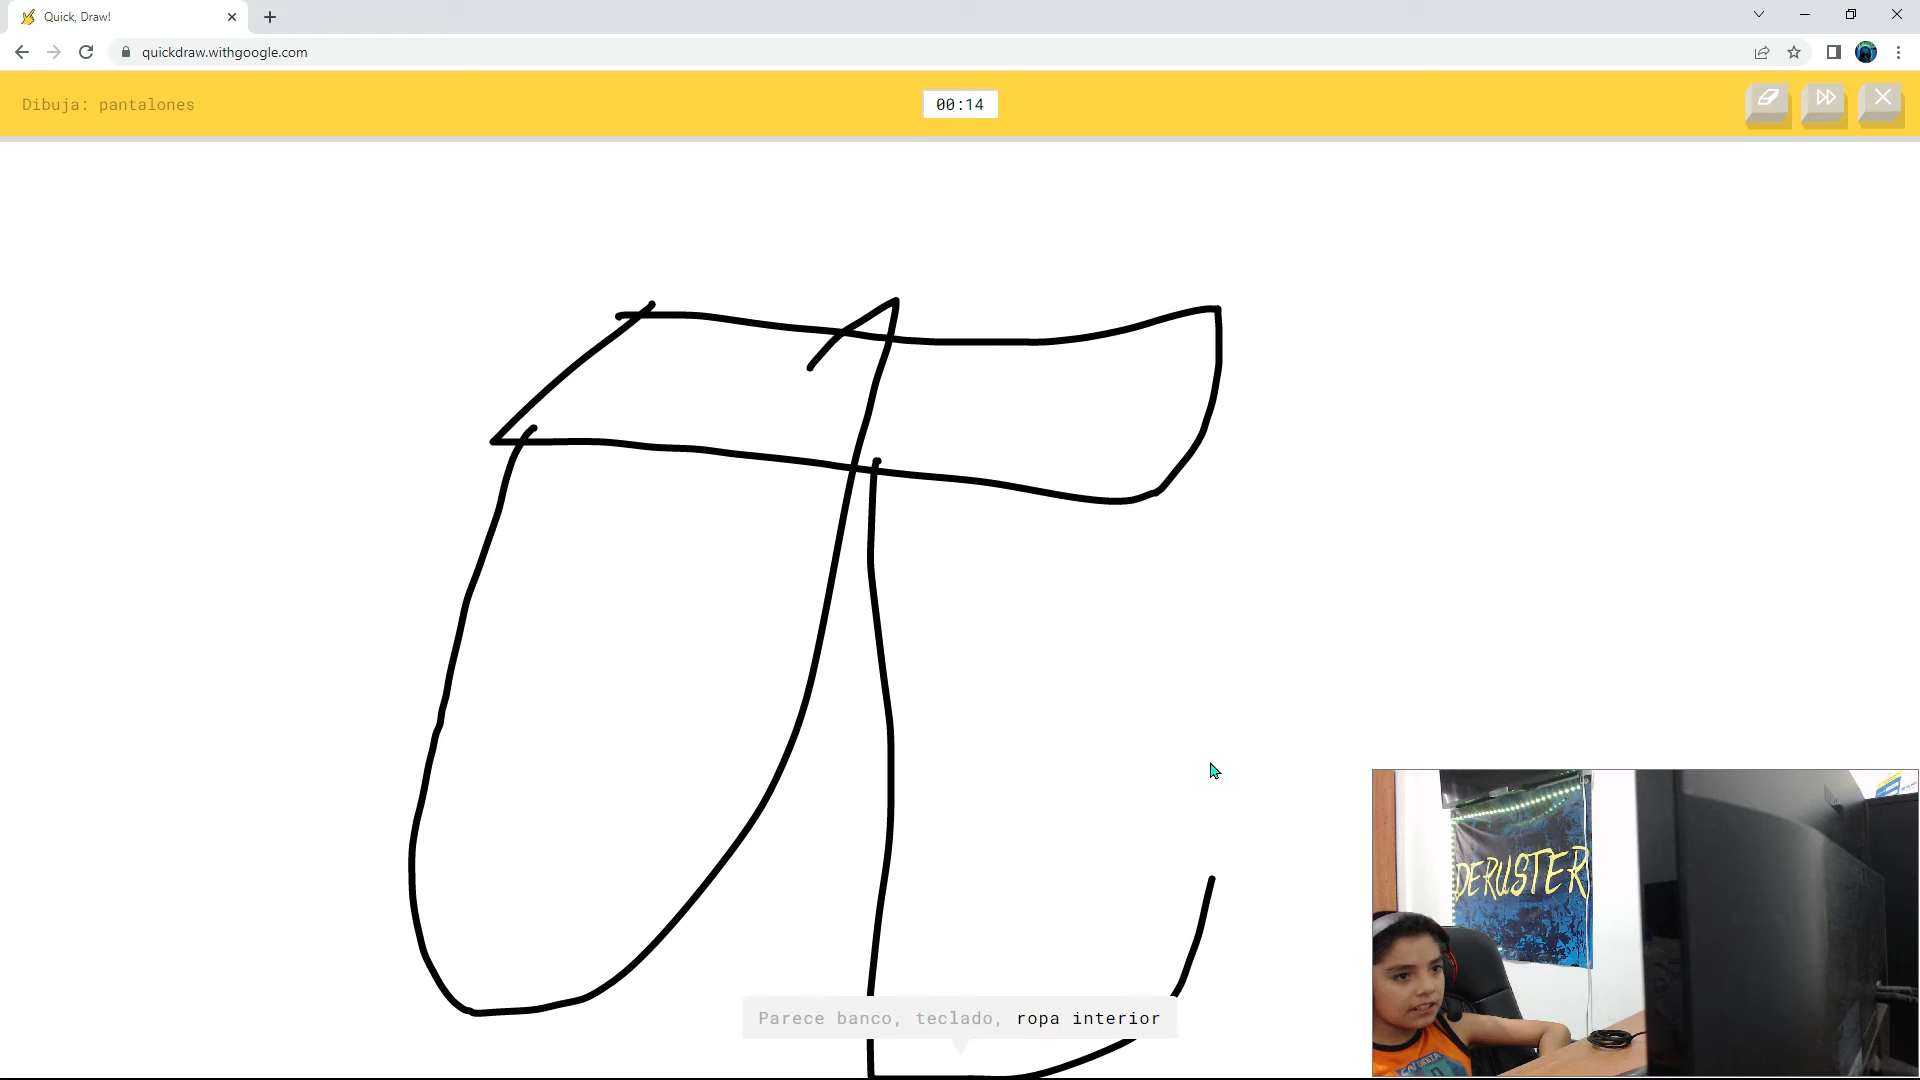 Quick, Draw!
quickdraw.withgoogle.com
Dibuja: pantalones
00:14
Parece banco, teclado, ropa interior
DERUSTER